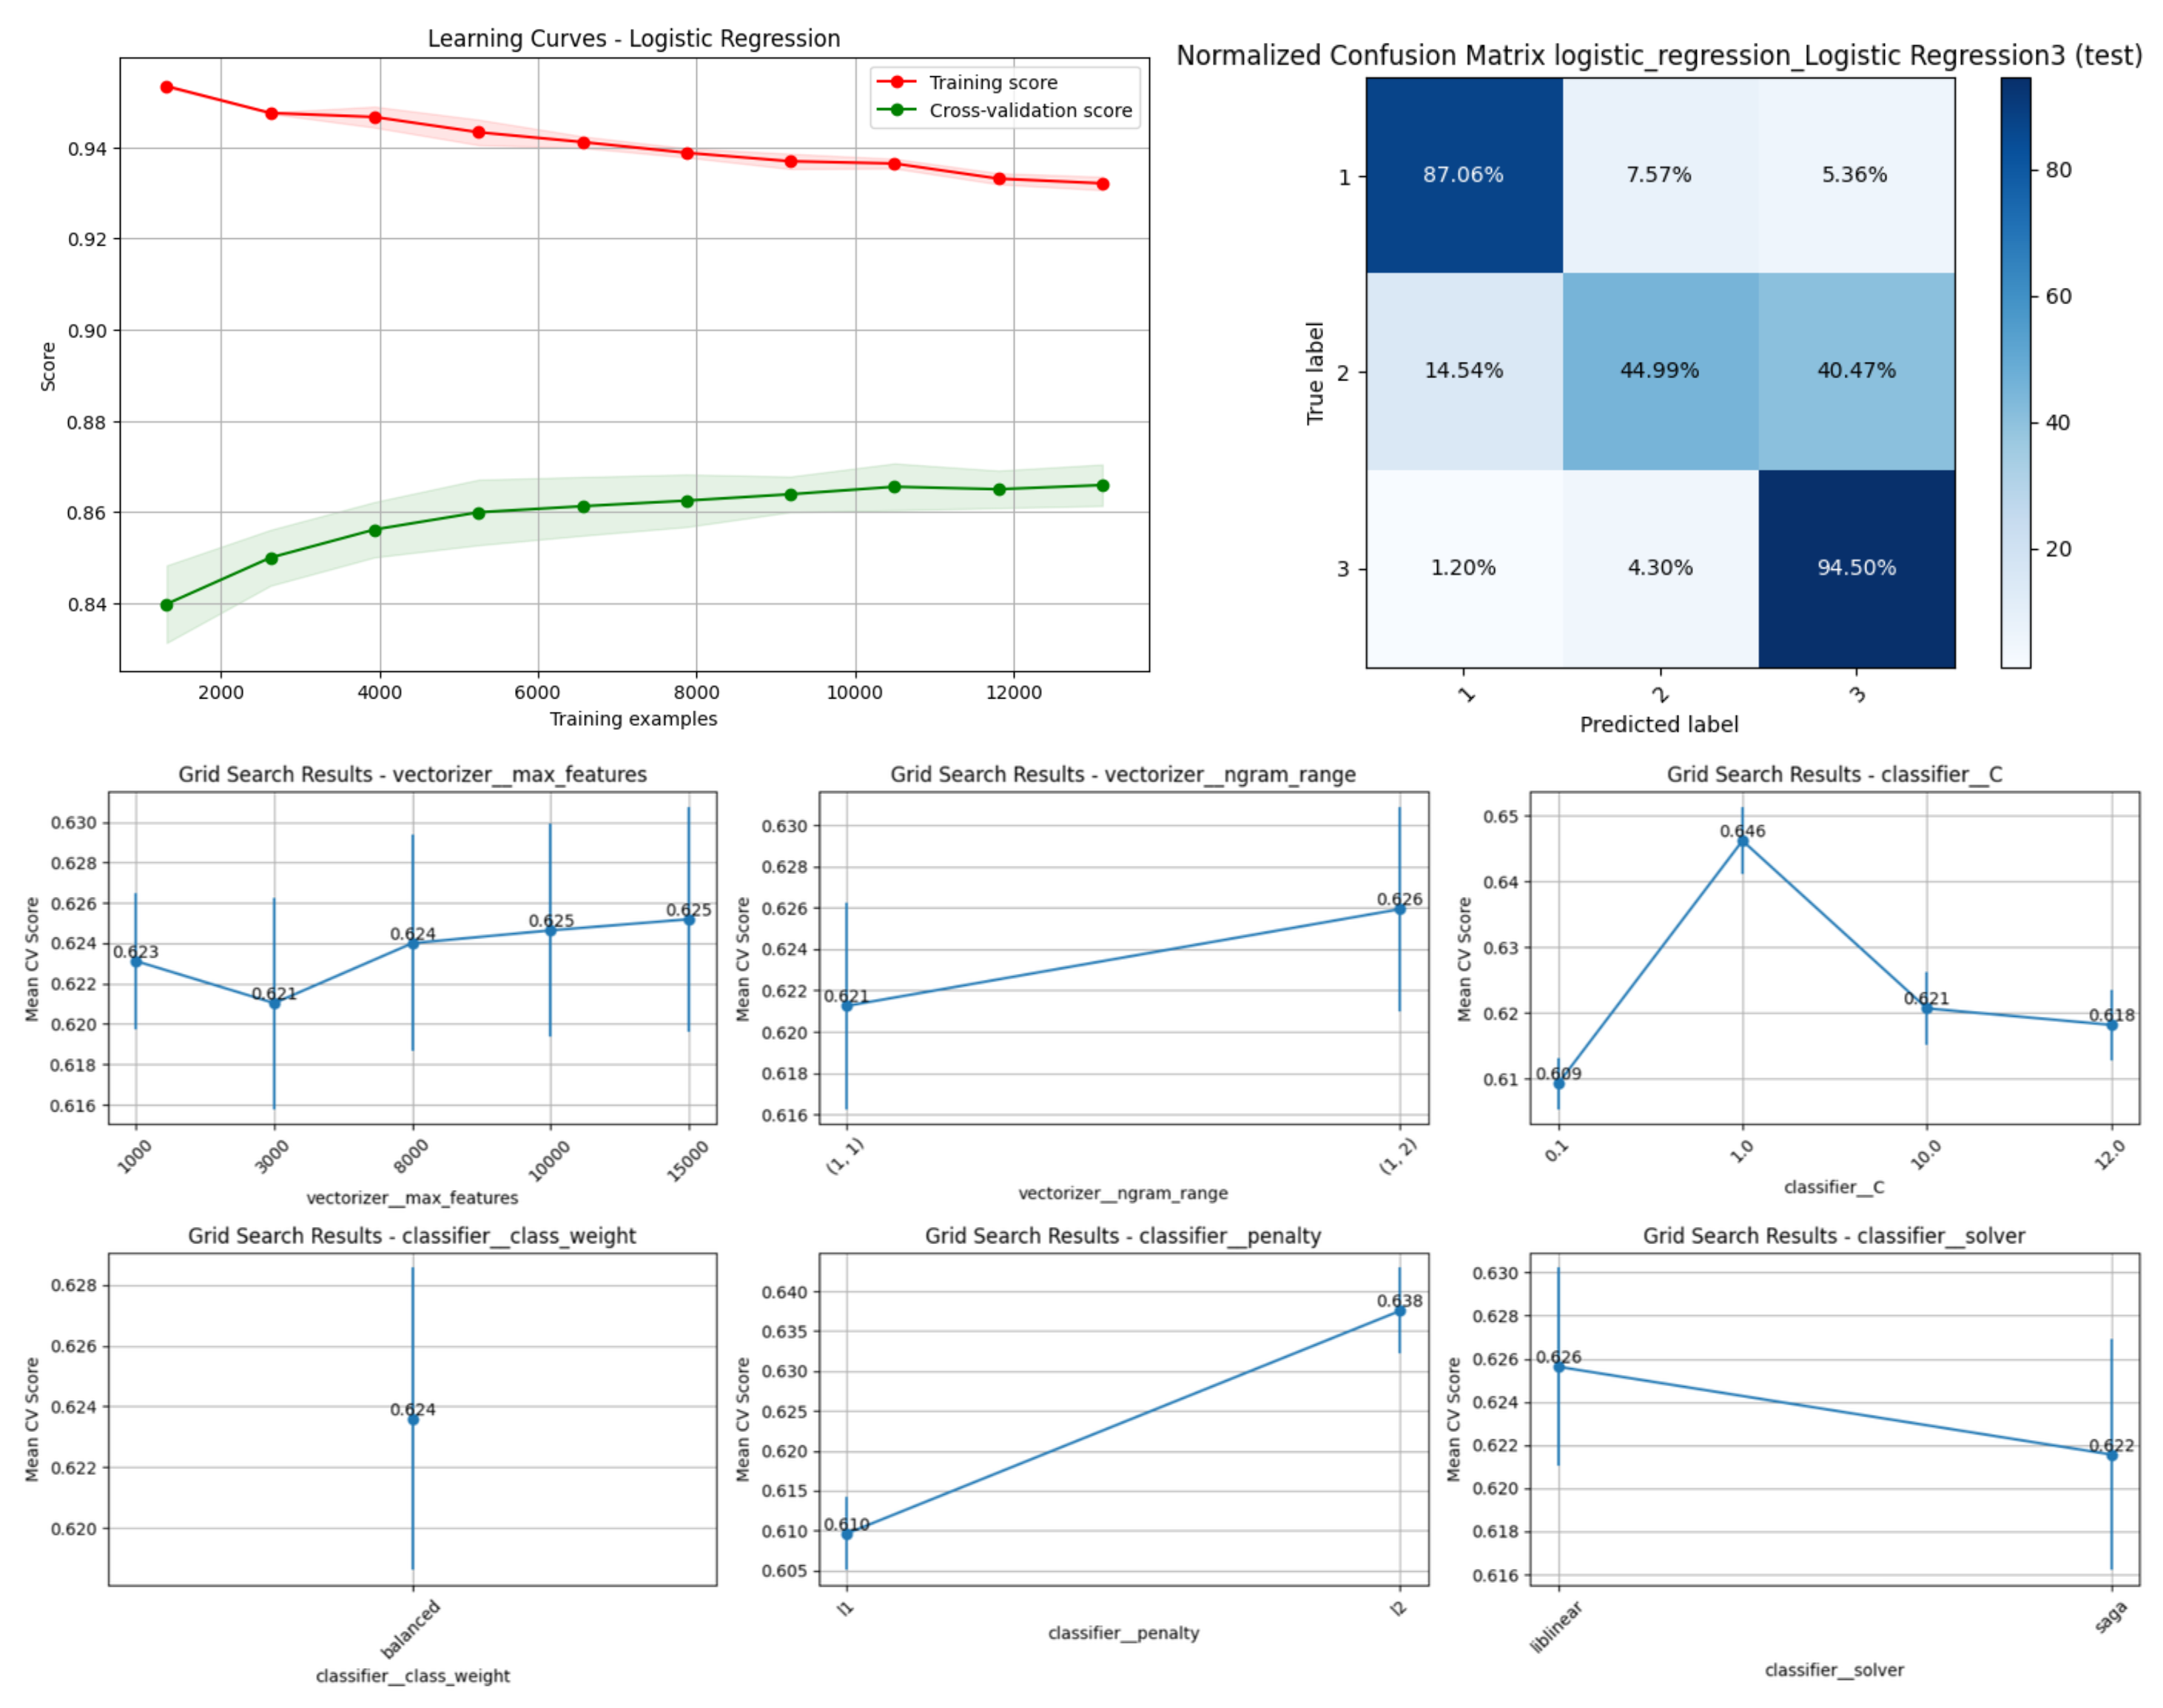 Learning Curves - Logistic Regression
Training score
Cross-validation score
0.94
0.92
0.90
0.88
0.86
0.84
Score
2000 4000 6000 8000 10000 12000
Training examples
Normalized Confusion Matrix logistic_regression_Logistic Regression3 (test)
1 87.06% 7.57% 5.36%
2 14.54% 44.99% 40.47%
3 1.20% 4.30% 94.50%
True label
1 2 3
Predicted label
80
60
40
20
Grid Search Results - vectorizer__max_features
0.630
0.628
0.626
0.624
0.622
0.620
0.618
0.616
Mean CV Score
0.623
0.621
0.624
0.625
0.625
1000 3000 8000 10000 15000
vectorizer__max_features
Grid Search Results - vectorizer__ngram_range
0.630
0.628
0.626
0.624
0.622
0.620
0.618
0.616
Mean CV Score
0.621
0.626
(1, 1) (1, 2)
vectorizer__ngram_range
Grid Search Results - classifier__C
0.65
0.64
0.63
0.62
0.61
Mean CV Score
0.609
0.646
0.621
0.618
0.1 1.0 10.0 12.0
classifier__C
Grid Search Results - classifier__class_weight
0.628
0.626
0.624
0.622
0.620
Mean CV Score
0.624
balanced
classifier__class_weight
Grid Search Results - classifier__penalty
0.640
0.635
0.630
0.625
0.620
0.615
0.610
0.605
Mean CV Score
0.610
0.638
l1 l2
classifier__penalty
Grid Search Results - classifier__solver
0.630
0.628
0.626
0.624
0.622
0.620
0.618
0.616
Mean CV Score
0.626
0.622
liblinear saga
classifier__solver